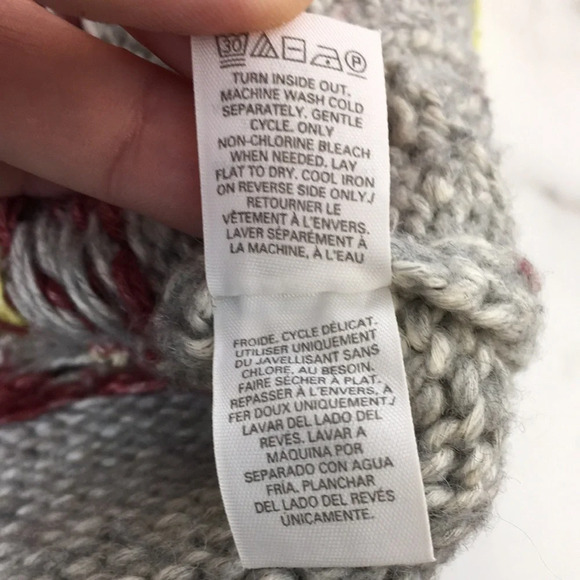 30 P
TURN INSIDE OUT.
MACHINE WASH COLD
SEPARATELY. GENTLE
CYCLE. ONLY
NON-CHLORINE BLEACH
WHEN NEEDED. LAY
FLAT TO DRY. COOL IRON
ON REVERSE SIDE ONLY./
RETOURNER LE
VÊTEMENT À L'ENVERS.
LAVER SÉPARÉMENT À
LA MACHINE, À L'EAU
FROIDE. CYCLE DÉLICAT.
UTILISER UNIQUEMENT
DU JAVELLISANT SANS
CHLORE, AU BESOIN.
FAIRE SÉCHER À PLAT.
REPASSER À L'ENVERS, À
FER DOUX UNIQUEMENT./
LAVAR DEL LADO DEL
REVÉS. LAVAR A
MÁQUINA POR
SEPARADO CON AGUA
FRÍA. PLANCHAR
DEL LADO DEL REVÉS
ÚNICAMENTE.